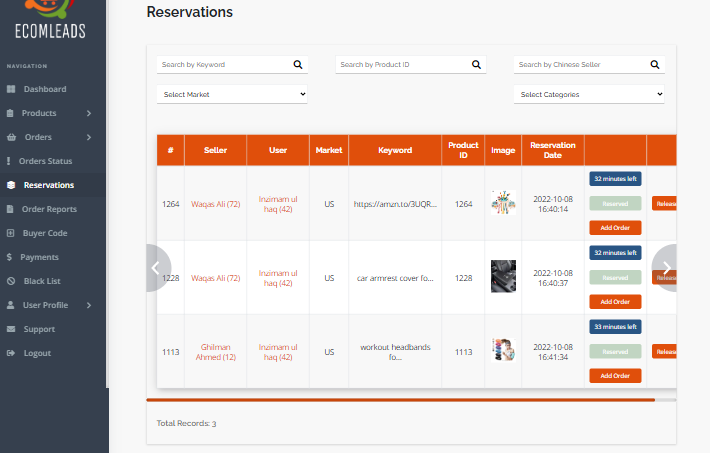 ECOMLEADS
NAVIGATION
Dashboard
Products
Orders
Orders Status
Reservations
Order Reports
Buyer Code
Payments
Black List
User Profile
Support
Logout
Reservations
Search by Keyword
Search by Product ID
Search by Chinese Seller
Select Market
Select Categories
# Seller User Market Keyword Product ID Image Reservation Date
1264 Waqas Ali (72) Inzimam ul haq (42) US https://amzn.to/3UQR... 1264 2022-10-08 16:40:14
32 minutes left
Reserved
Add Order
Releas
1228 Waqas Ali (72) Inzimam ul haq (42) US car armrest cover fo... 1228 2022-10-08 16:40:37
32 minutes left
Reserved
Add Order
Releas
1113 Ghilman Ahmed (12) Inzimam ul haq (42) US workout headbands fo... 1113 2022-10-08 16:41:34
33 minutes left
Reserved
Add Order
Releas
Total Records: 3